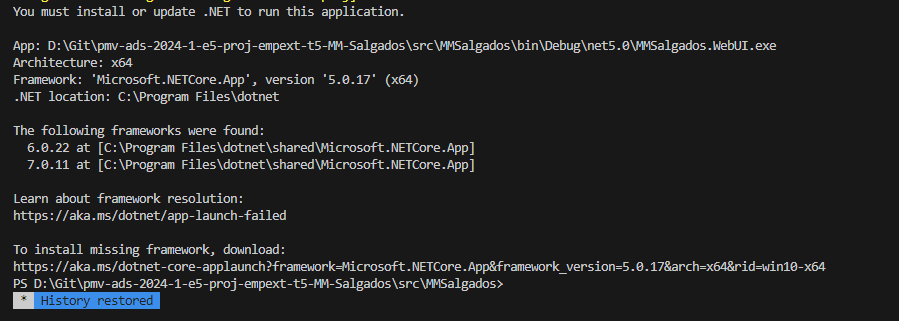 You must install or update .NET to run this application.
App: D:\Git\pmv-ads-2024-1-e5-proj-empext-t5-MM-Salgados\src\MMSalgados\bin\Debug\net5.0\MMSalgados.WebUI.exe
Architecture: x64
Framework: 'Microsoft.NETCore.App', version '5.0.17' (x64)
.NET location: C:\Program Files\dotnet
The following frameworks were found:
6.0.22 at [C:\Program Files\dotnet\shared\Microsoft.NETCore.App]
7.0.11 at [C:\Program Files\dotnet\shared\Microsoft.NETCore.App]
Learn about framework resolution:
https://aka.ms/dotnet/app-launch-failed
To install missing framework, download:
https://aka.ms/dotnet-core-applaunch?framework=Microsoft.NETCore.App&framework_version=5.0.17&arch=x64&rid=win10-x64
PS D:\Git\pmv-ads-2024-1-e5-proj-empext-t5-MM-Salgados\src\MMSalgados>
* History restored